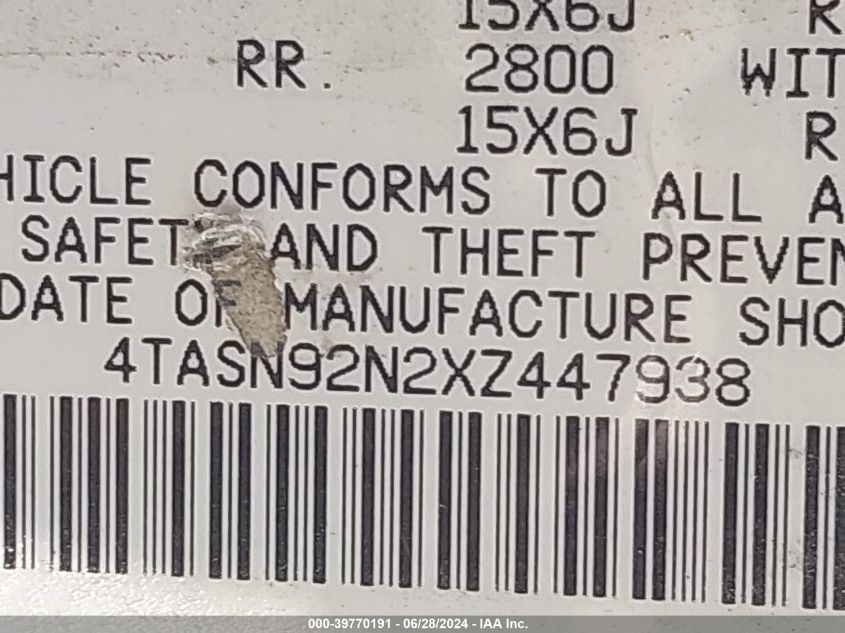 15X6J R
RR. 2800 WIT
15X6J R
HICLE CONFORMS TO ALL A
SAFETY AND THEFT PREVEN
DATE OF MANUFACTURE SHO
4TASN92N2XZ447938
000-39770191 - 06/28/2024 - IAA Inc.